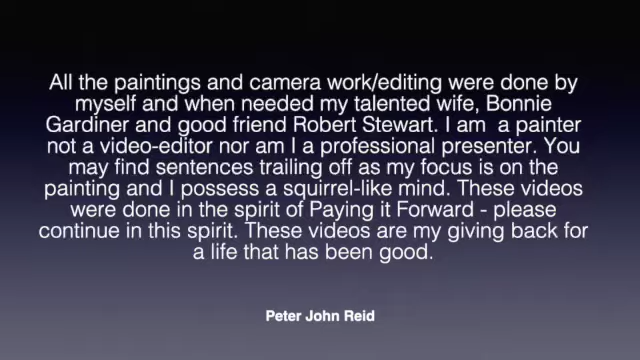 All the paintings and camera work/editing were done by
myself and when needed my talented wife, Bonnie
Gardiner and good friend Robert Stewart. I am  a painter
not a video-editor nor am I a professional presenter. You
may find sentences trailing off as my focus is on the
painting and I possess a squirrel-like mind. These videos
were done in the spirit of Paying it Forward - please
continue in this spirit. These videos are my giving back for
a life that has been good.
Peter John Reid